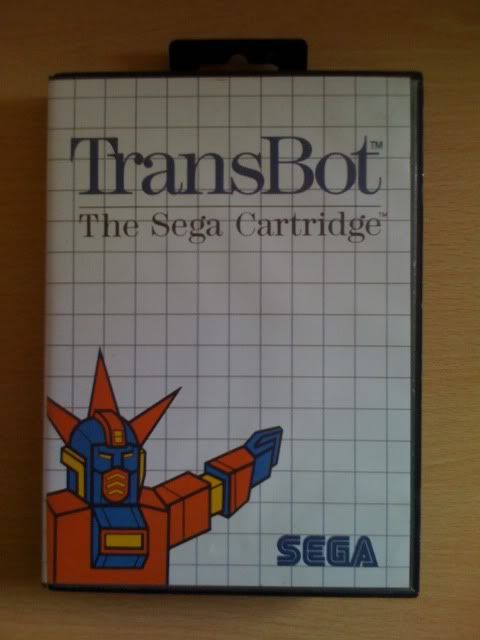 TransBot™
The Sega Cartridge™
SEGA